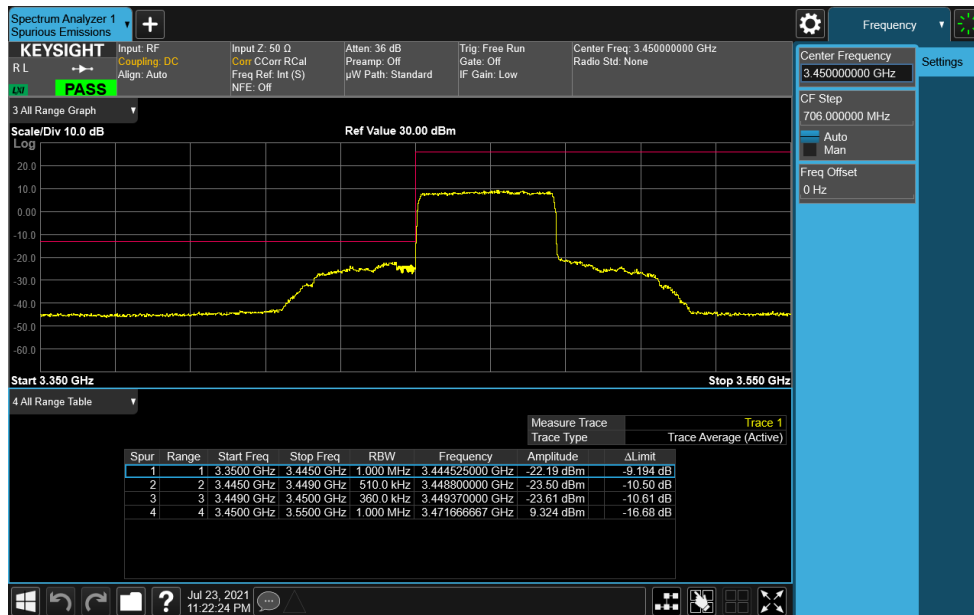 Spectrum Analyzer 1
Spurious Emissions
Frequency
KEYSIGHT
R L
LXI
PASS
Input: RF
Coupling: DC
Align: Auto
Input Z: 50 Ω
Corr CCorr RCal
Freq Ref: Int (S)
NFE: Off
Atten: 36 dB
Preamp: Off
µW Path: Standard
Trig: Free Run
Gate: Off
IF Gain: Low
Center Freq: 3.450000000 GHz
Radio Std: None
Center Frequency
3.450000000 GHz
Settings
CF Step
706.000000 MHz
Auto
Man
Freq Offset
0 Hz
3 All Range Graph
Scale/Div 10.0 dB
Ref Value 30.00 dBm
Log
20.0
10.0
0.00
-10.0
-20.0
-30.0
-40.0
-50.0
-60.0
Start 3.350 GHz
Stop 3.550 GHz
4 All Range Table
Measure Trace Trace 1
Trace Type Trace Average (Active)
Spur Range Start Freq Stop Freq RBW Frequency Amplitude ΔLimit
1 1 3.3500 GHz 3.4450 GHz 1.000 MHz 3.444525000 GHz -22.19 dBm -9.194 dB
2 2 3.4450 GHz 3.4490 GHz 510.0 kHz 3.448800000 GHz -23.50 dBm -10.50 dB
3 3 3.4490 GHz 3.4500 GHz 360.0 kHz 3.449370000 GHz -23.61 dBm -10.61 dB
4 4 3.4500 GHz 3.5500 GHz 1.000 MHz 3.471666667 GHz 9.324 dBm -16.68 dB
Jul 23, 2021
11:22:24 PM